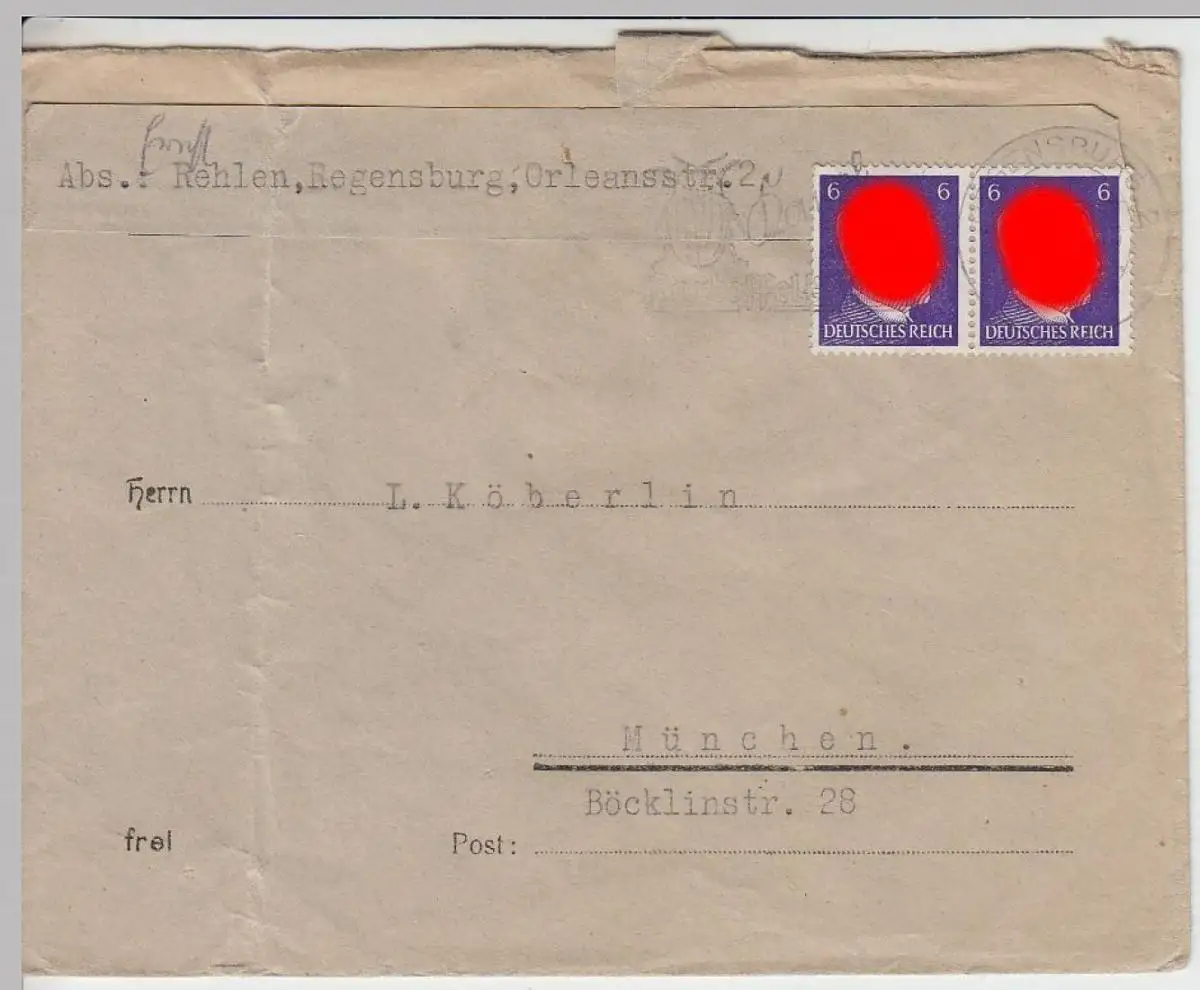 Ernst
Abs.: Rehlen, Regensburg, Orleansstr.2
6 6 6 6
DEUTSCHES REICH DEUTSCHES REICH
Herrn L. Köberlin
München.
Böcklinstr. 28
frei Post: